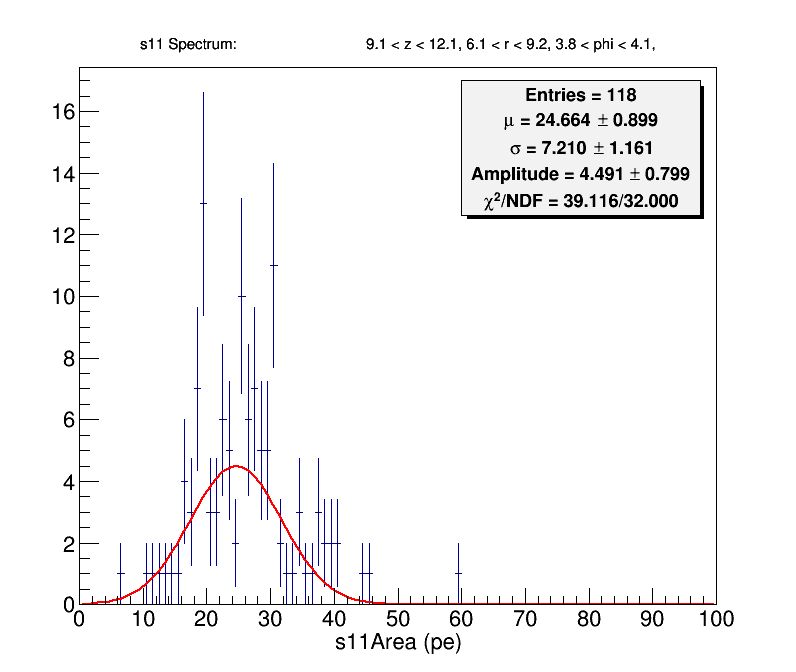 s11 Spectrum: 9.1 < z < 12.1, 6.1 < r < 9.2, 3.8 < phi < 4.1,
Entries = 118
μ = 24.664 ± 0.899
σ = 7.210 ± 1.161
Amplitude = 4.491 ± 0.799
χ²/NDF = 39.116/32.000
16
14
12
10
8
6
4
2
0
0 10 20 30 40 50 60 70 80 90 100
s11Area (pe)